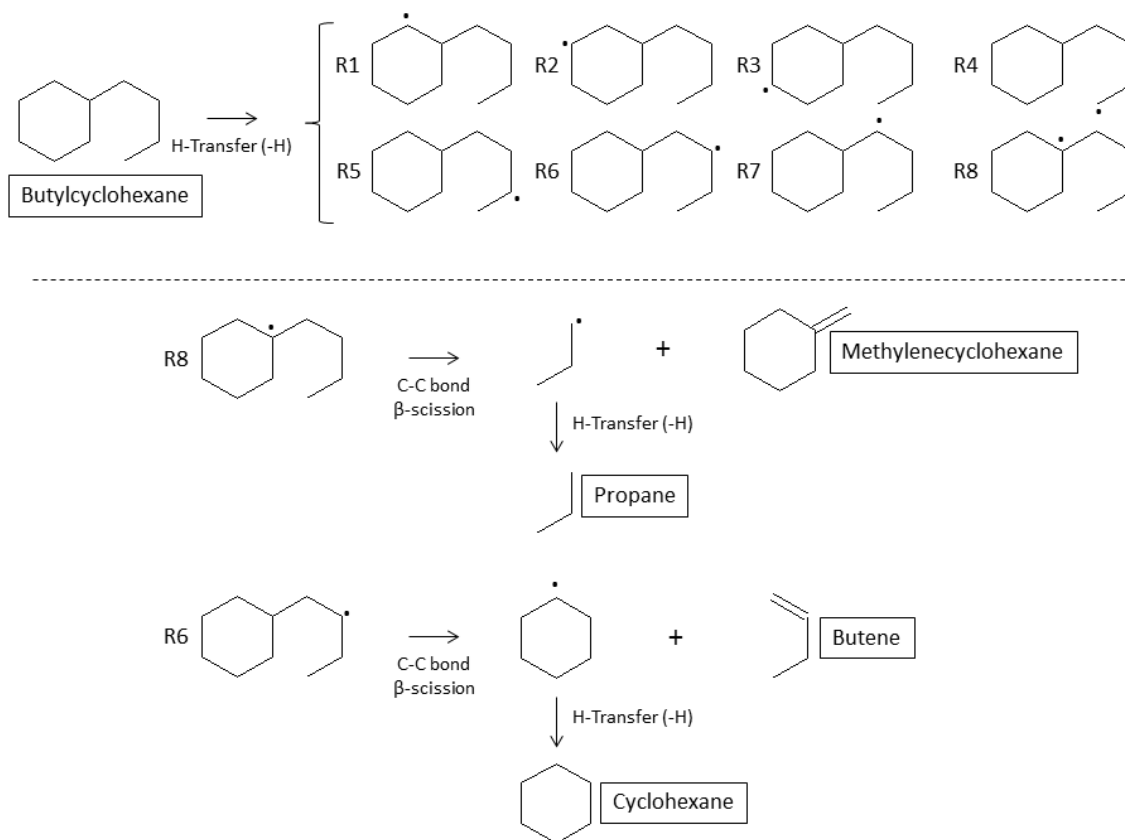 R1
R2
R3
R4
H-Transfer (-H)
Butylcyclohexane
R5
R6
R7
R8
R8
C-C bond
β-scission
+
Methylenecyclohexane
H-Transfer (-H)
Propane
R6
C-C bond
β-scission
+
Butene
H-Transfer (-H)
Cyclohexane